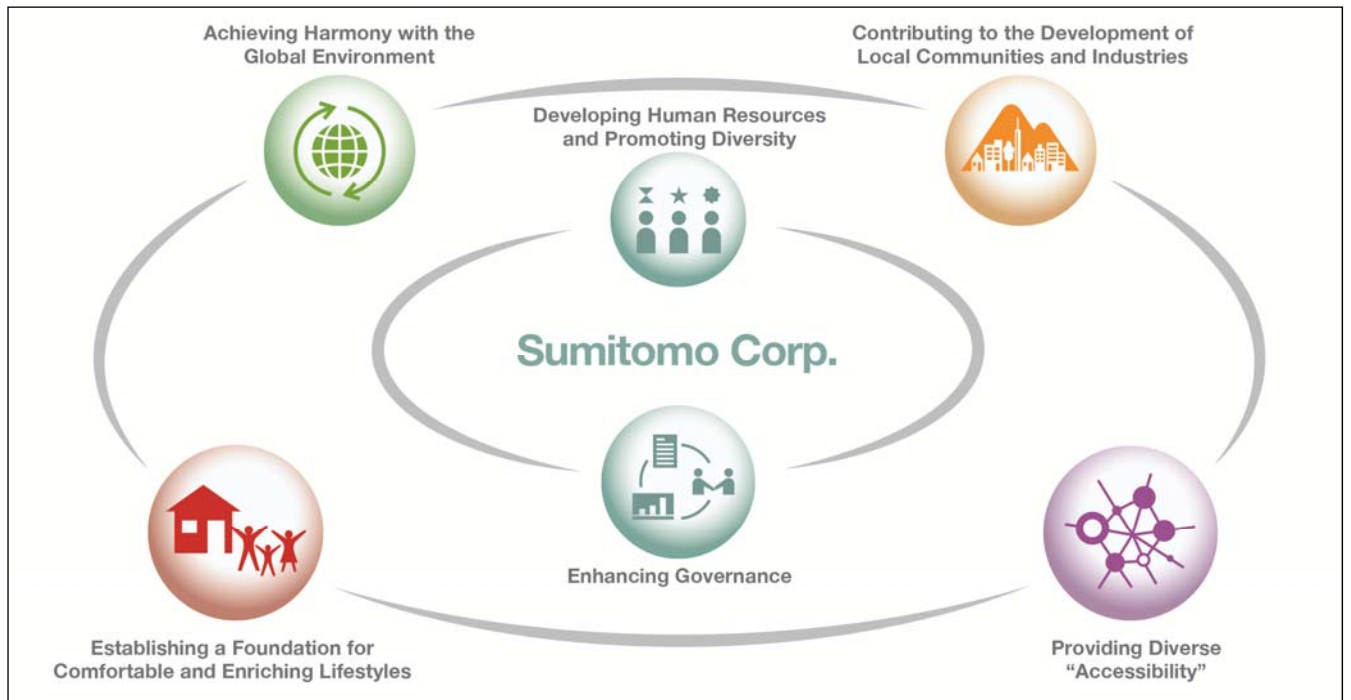 Achieving Harmony with the
Global Environment
Contributing to the Development of
Local Communities and Industries
Developing Human Resources
and Promoting Diversity
Sumitomo Corp.
Enhancing Governance
Establishing a Foundation for
Comfortable and Enriching Lifestyles
Providing Diverse
“Accessibility”